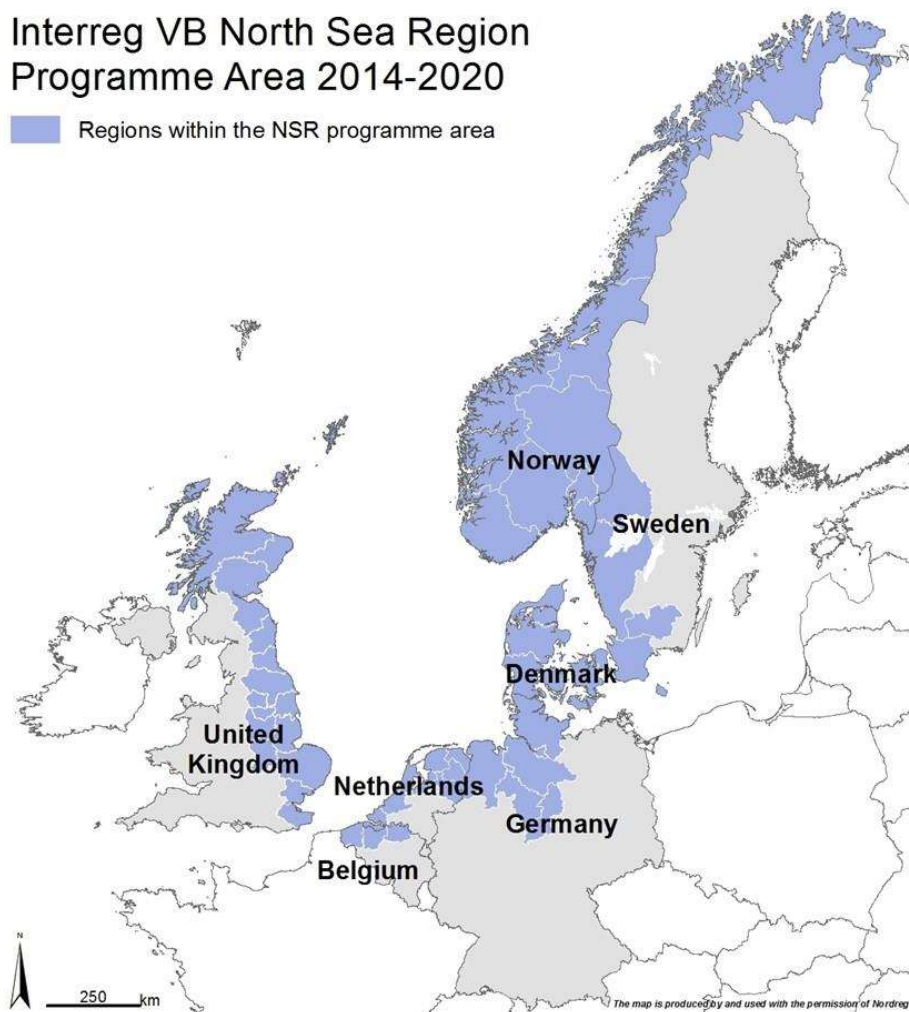 Interreg VB North Sea Region
Programme Area 2014-2020
Regions within the NSR programme area
Norway
Sweden
Denmark
United
Kingdom
Netherlands
Germany
Belgium
N
250 km
The map is produced by and used with the permission of Nordreg